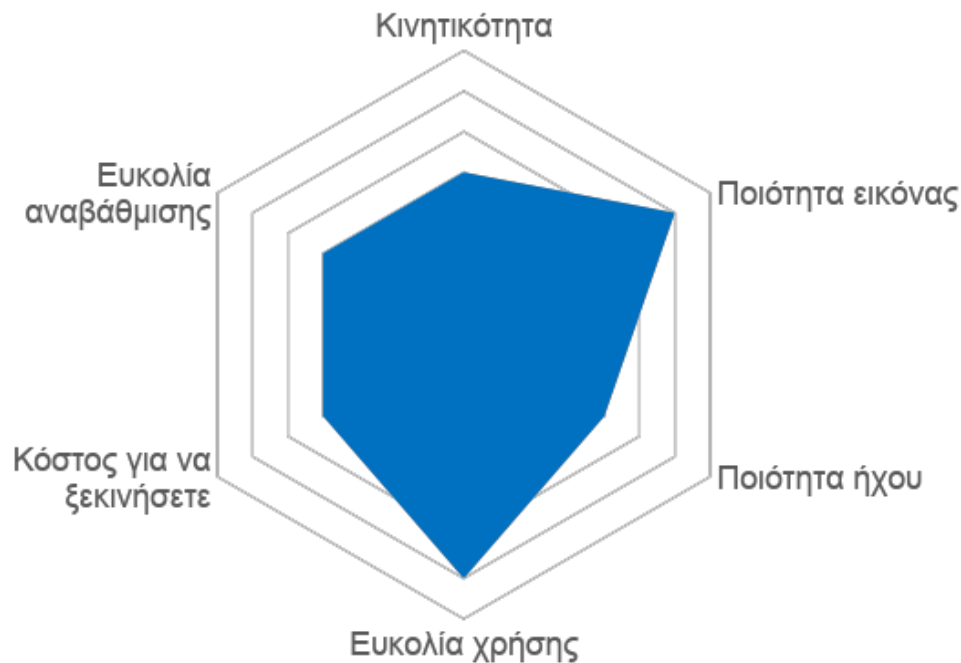 Κινητικότητα
Ευκολία
αναβάθμισης
Ποιότητα εικόνας
Κόστος για να
ξεκινήσετε
Ποιότητα ήχου
Ευκολία χρήσης